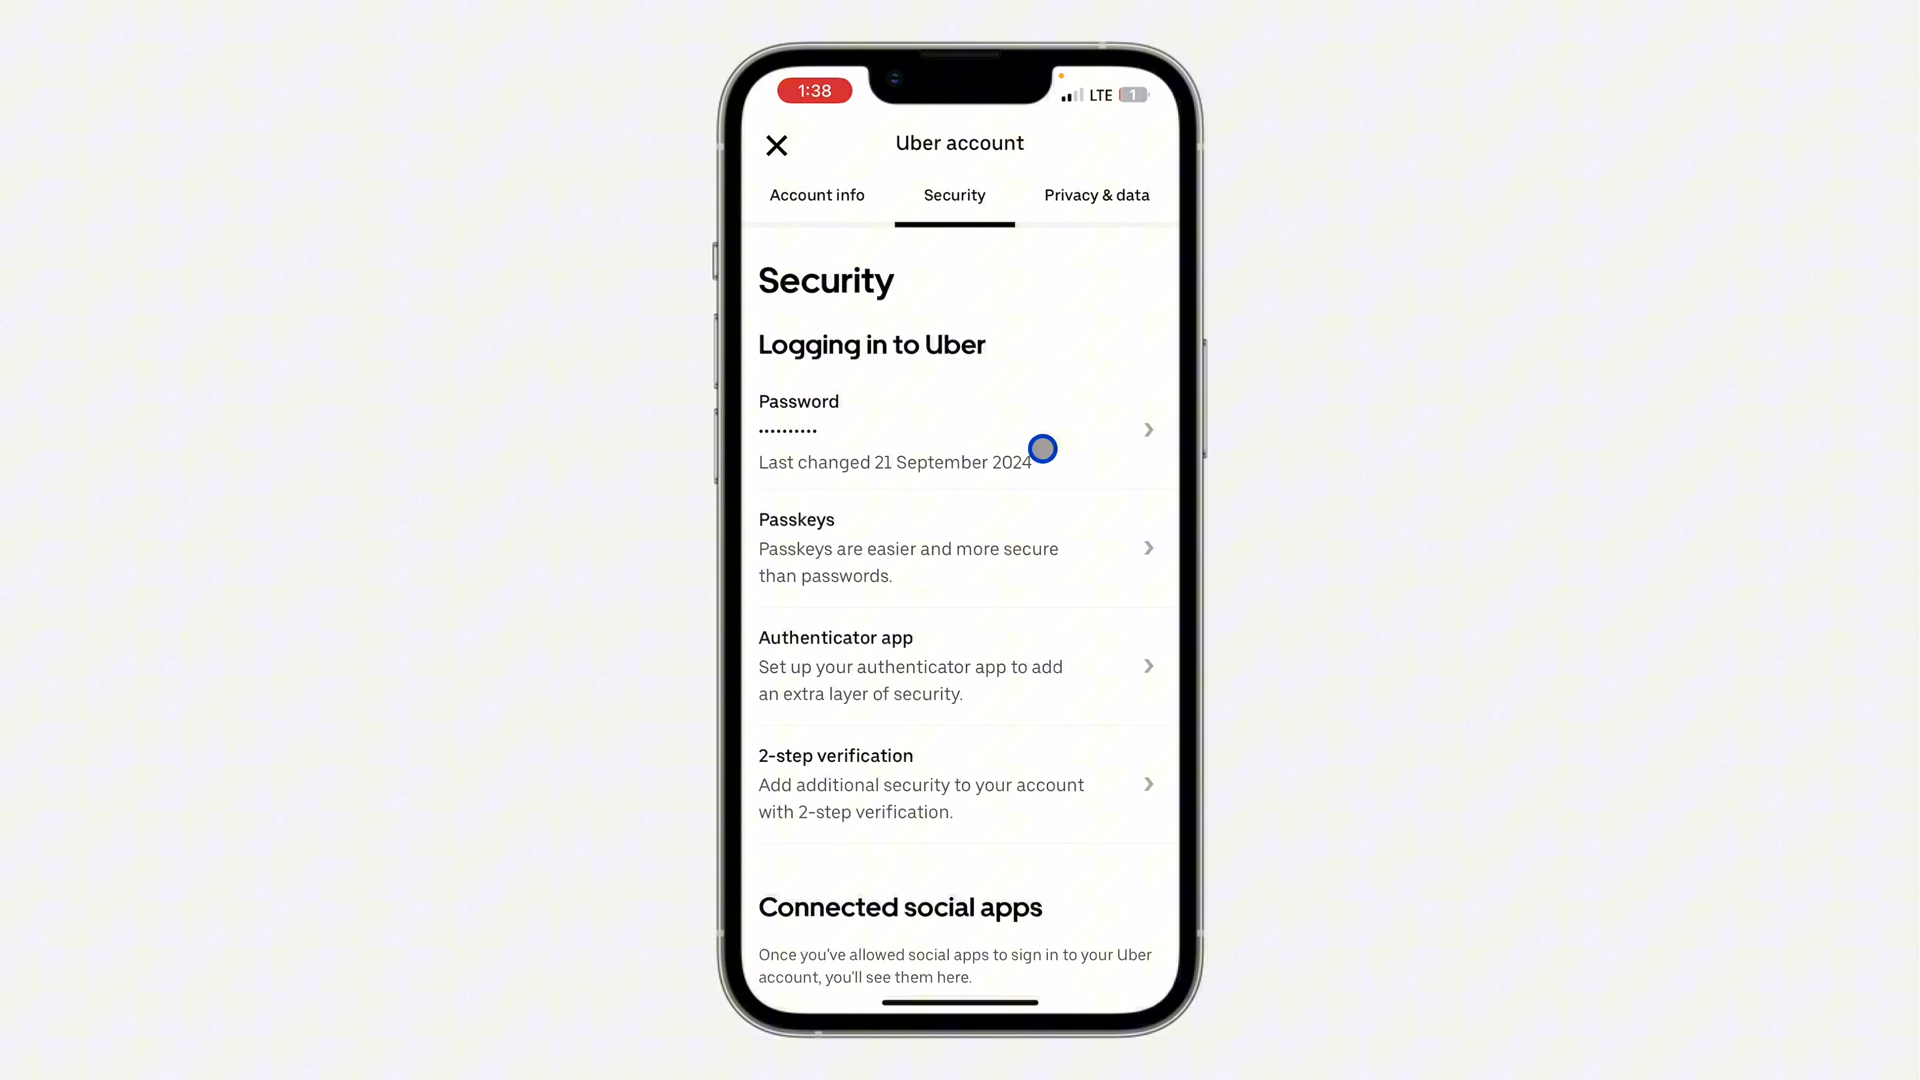 1:38
LTE 1
Uber account
Account info Security Privacy & data
Security
Logging in to Uber
Password
••••••••••
Last changed 21 September 2024
Passkeys
Passkeys are easier and more secure
than passwords.
Authenticator app
Set up your authenticator app to add
an extra layer of security.
2-step verification
Add additional security to your account
with 2-step verification.
Connected social apps
Once you've allowed social apps to sign in to your Uber
account, you'll see them here.